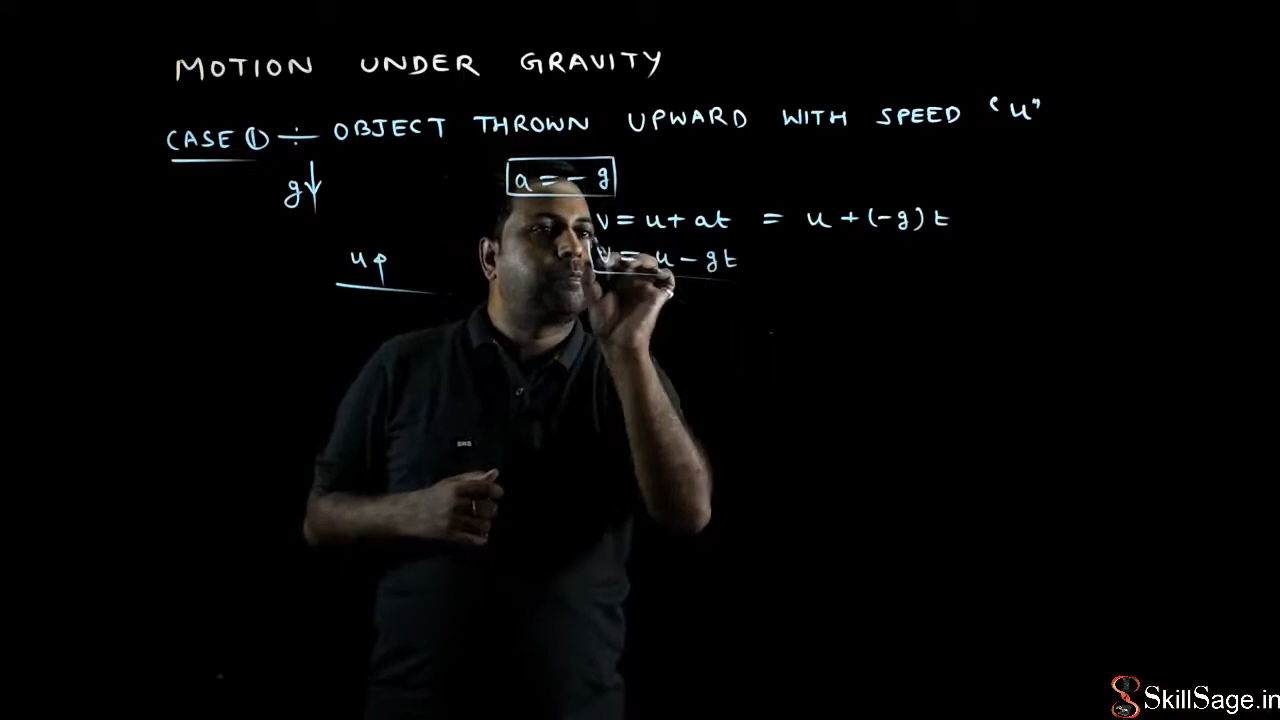 MOTION UNDER GRAVITY
CASE ① ÷ OBJECT THROWN UPWARD WITH SPEED 'u'
g↓
a = - g
v = u + at = u + (-g) t
u
v = u - gt
SkillSage.in